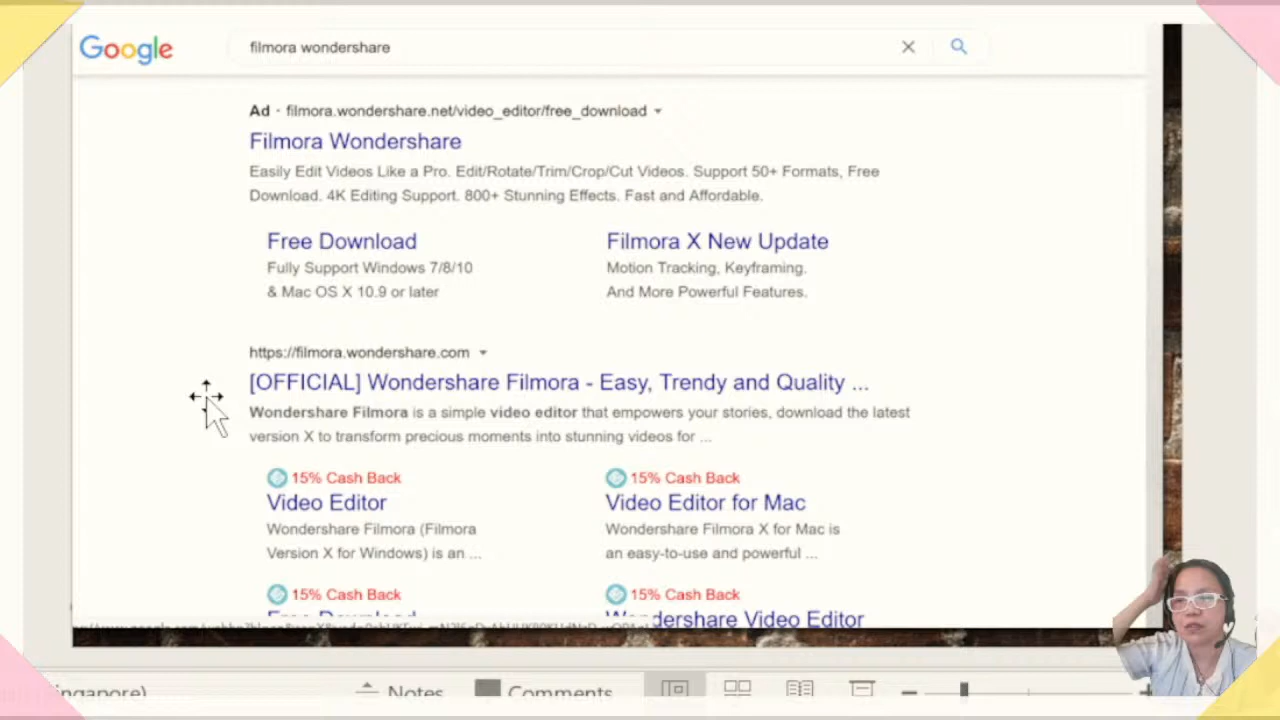 Google
filmora wondershare
Ad · filmora.wondershare.net/video_editor/free_download
Filmora Wondershare
Easily Edit Videos Like a Pro. Edit/Rotate/Trim/Crop/Cut Videos. Support 50+ Formats, Free
Download. 4K Editing Support. 800+ Stunning Effects. Fast and Affordable.
Free Download
Fully Support Windows 7/8/10
& Mac OS X 10.9 or later
Filmora X New Update
Motion Tracking, Keyframing.
And More Powerful Features.
https://filmora.wondershare.com
[OFFICIAL] Wondershare Filmora - Easy, Trendy and Quality ...
Wondershare Filmora is a simple video editor that empowers your stories, download the latest
version X to transform precious moments into stunning videos for ...
15% Cash Back
Video Editor
Wondershare Filmora (Filmora
Version X for Windows) is an ...
15% Cash Back
Video Editor for Mac
Wondershare Filmora X for Mac is
an easy-to-use and powerful ...
15% Cash Back
Free Download
15% Cash Back
Wondershare Video Editor
ingapore)
Notes
Comments